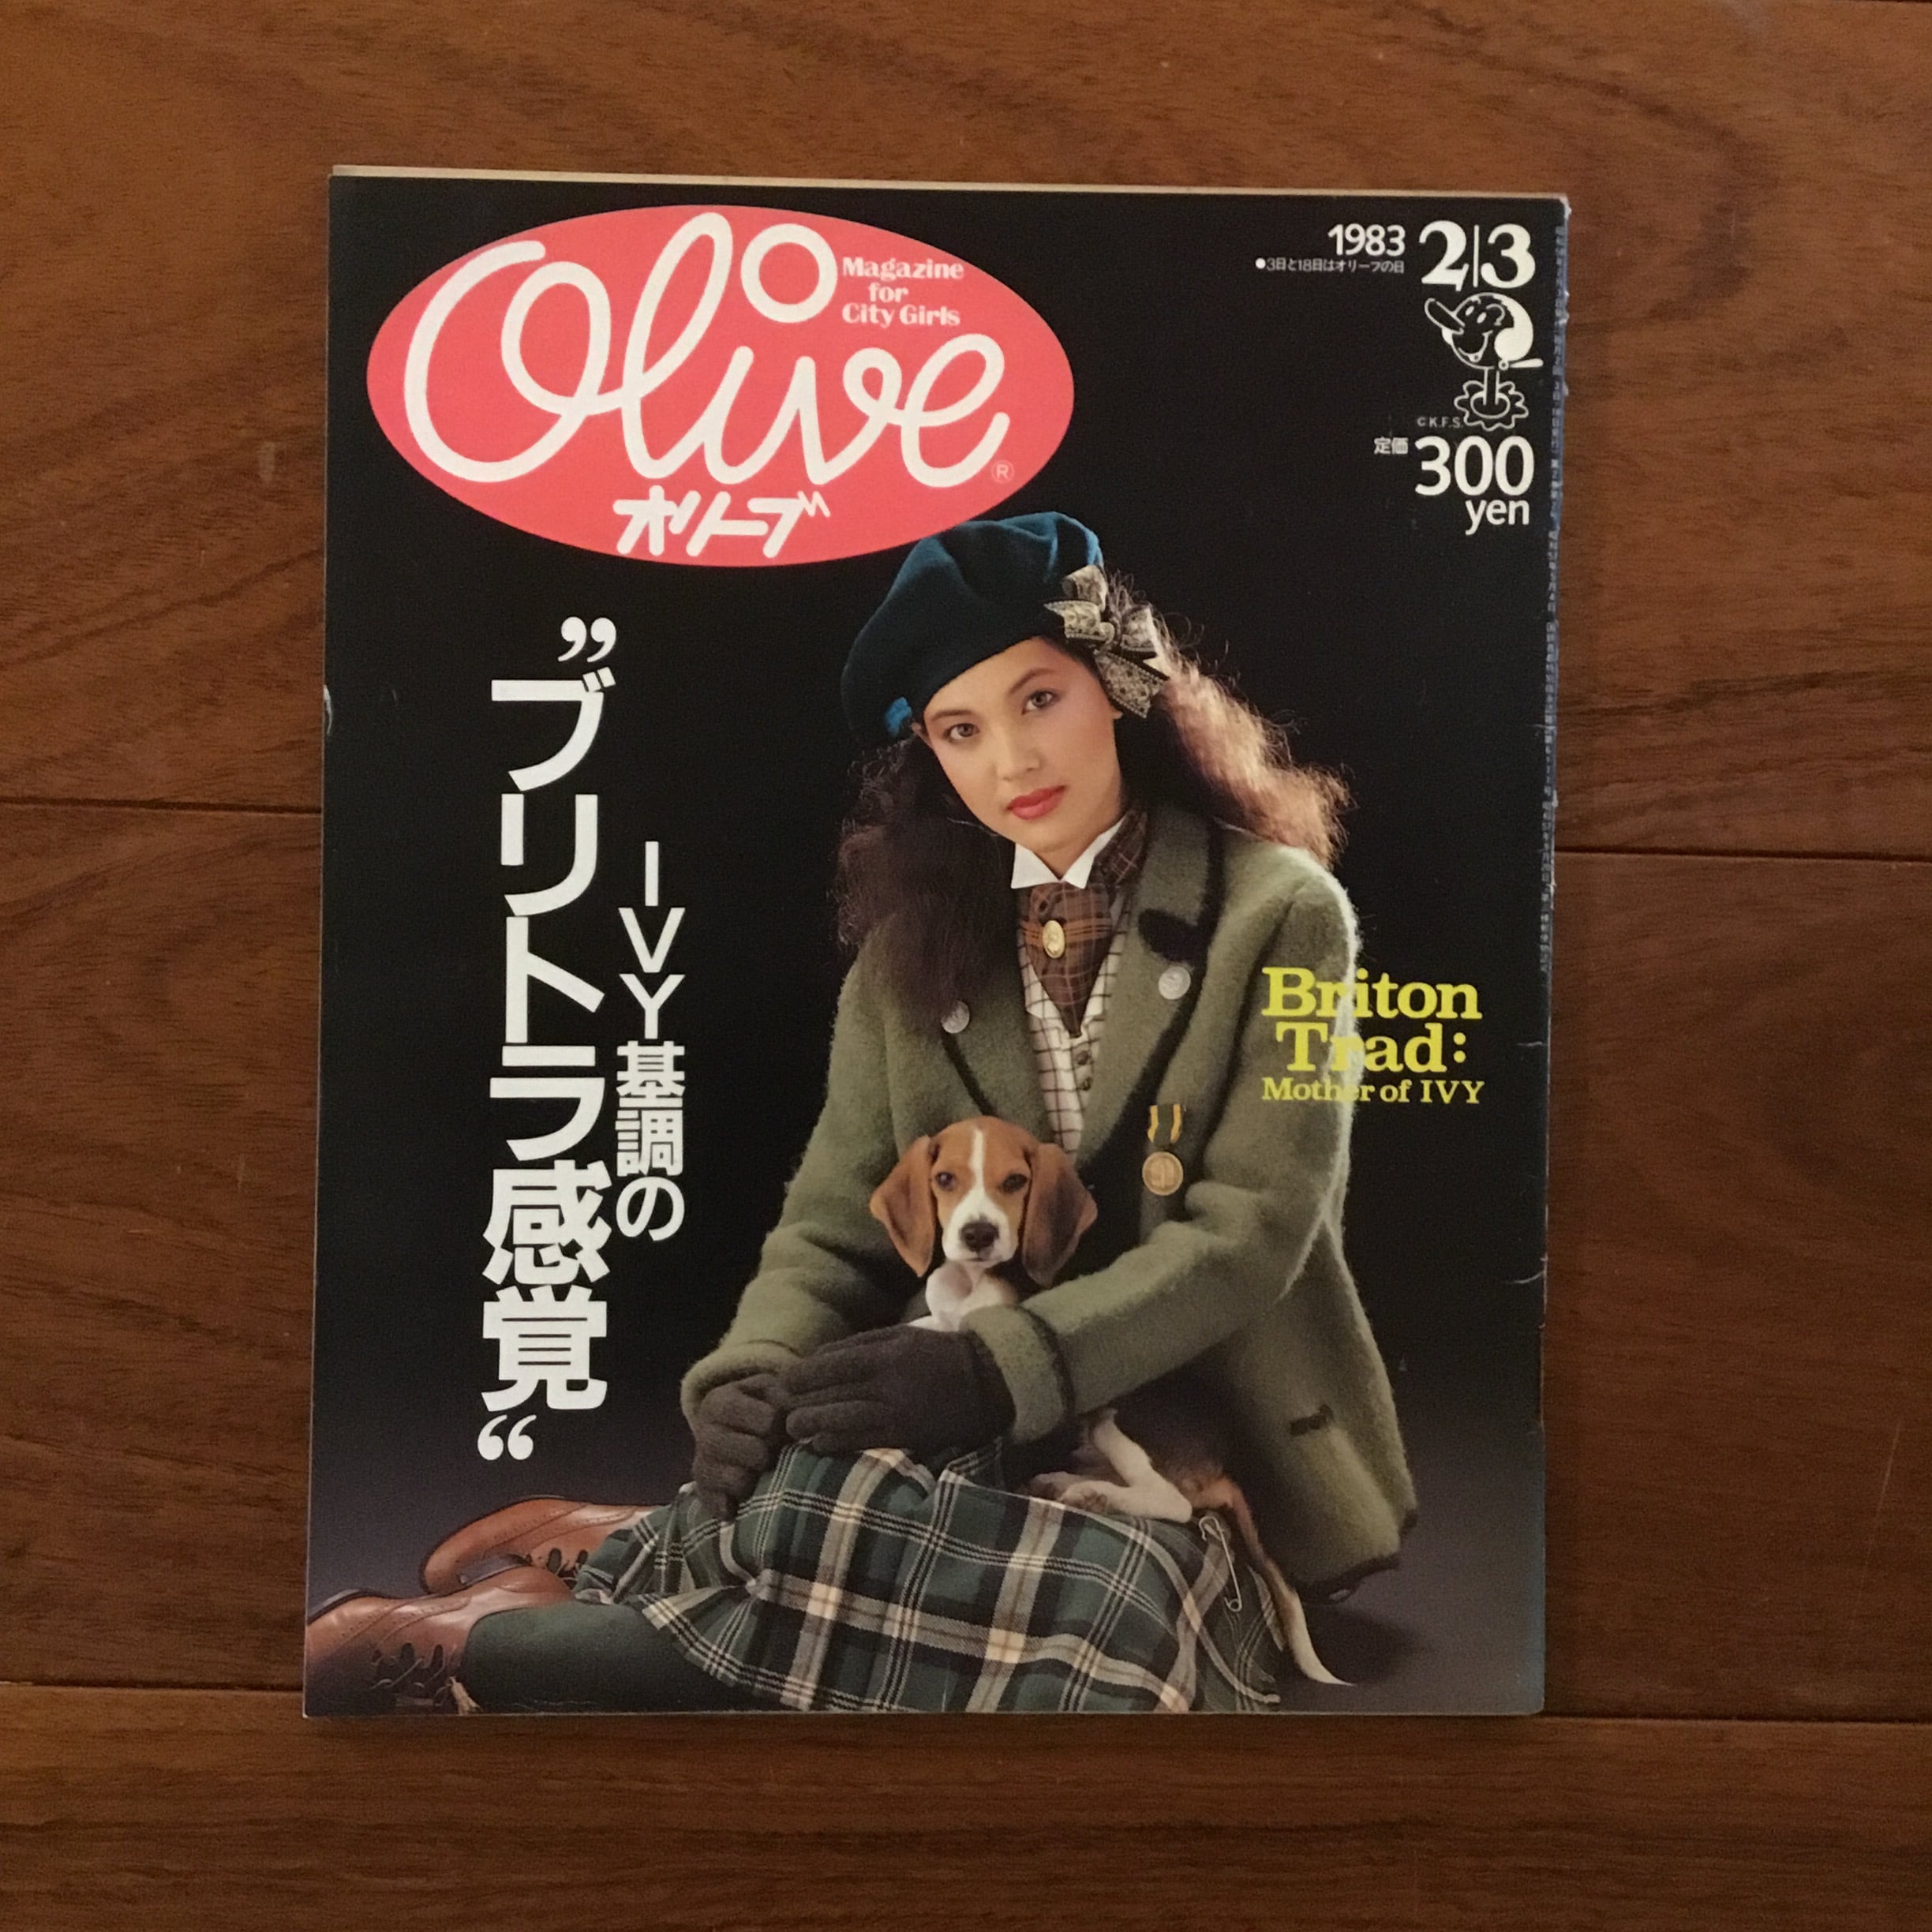 Olive
Magazine
for
City Girls
®
オリーブ
1983 2|3
●3日と18日はオリーブの日
©K.F.S.
定価 300
yen
”ブリトラ感覚“
IVY基調の
Briton
Trad:
Mother of IVY